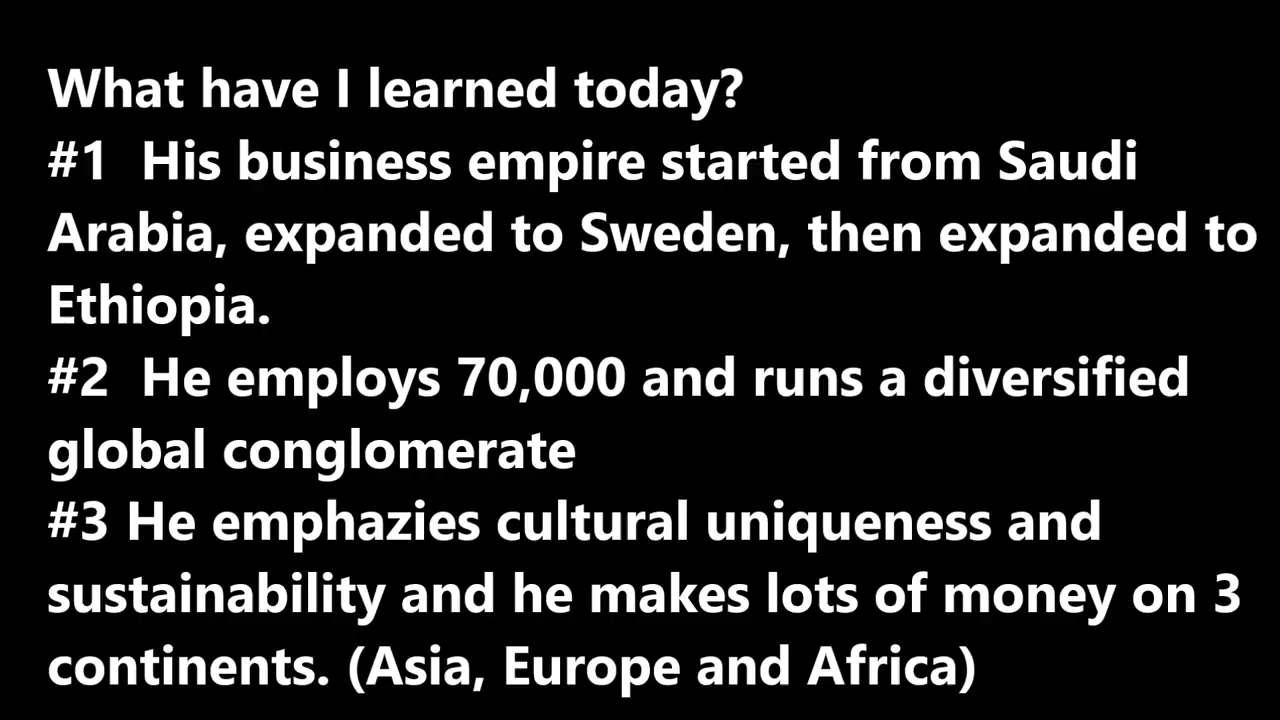 What have I learned today?
#1  His business empire started from Saudi
Arabia, expanded to Sweden, then expanded to
Ethiopia.
#2  He employs 70,000 and runs a diversified
global conglomerate
#3 He emphazies cultural uniqueness and
sustainability and he makes lots of money on 3
continents. (Asia, Europe and Africa)